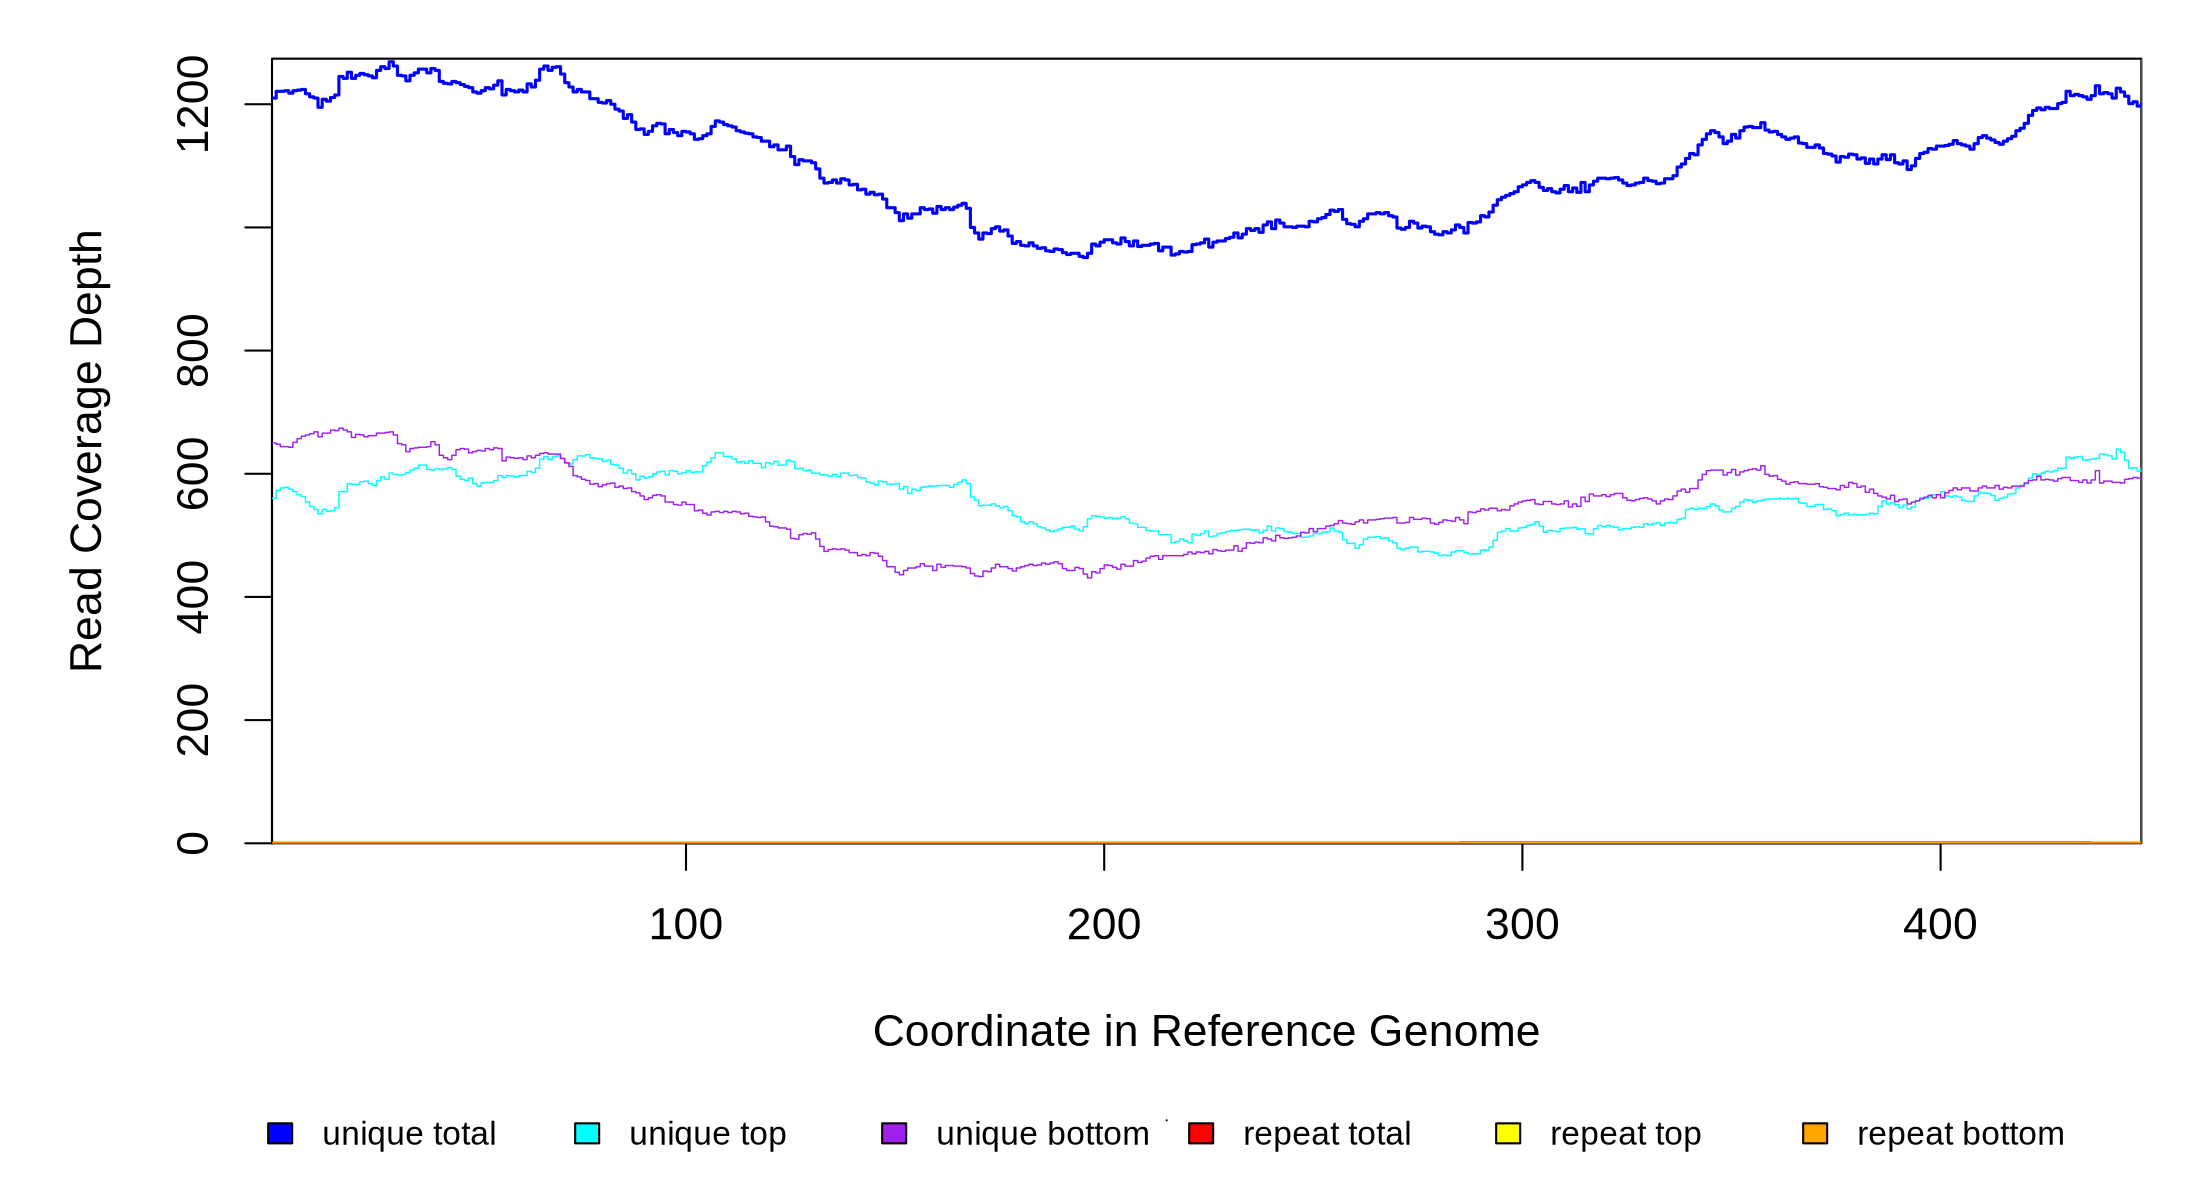 Read Coverage Depth
1200
800
600
400
200
0
100 200 300 400
Coordinate in Reference Genome
unique total unique top unique bottom repeat total repeat top repeat bottom